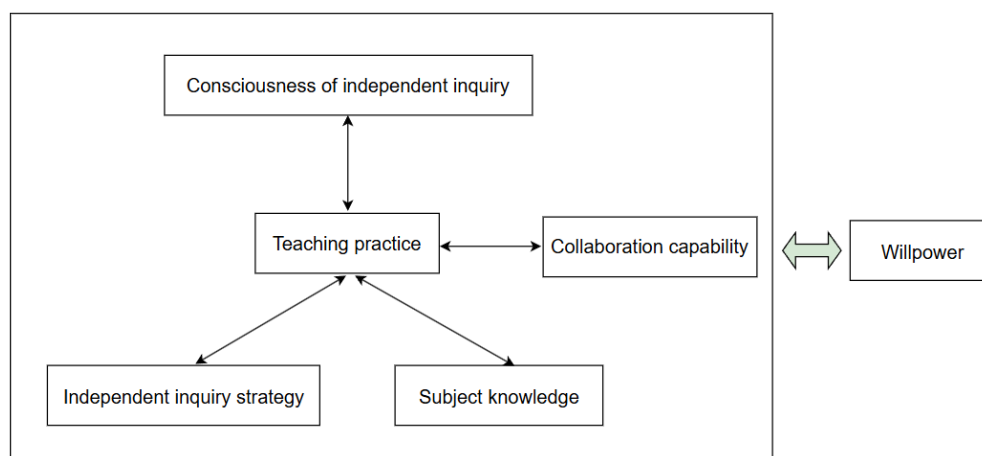 Consciousness of independent inquiry
Teaching practice
Collaboration capability
Willpower
Independent inquiry strategy
Subject knowledge